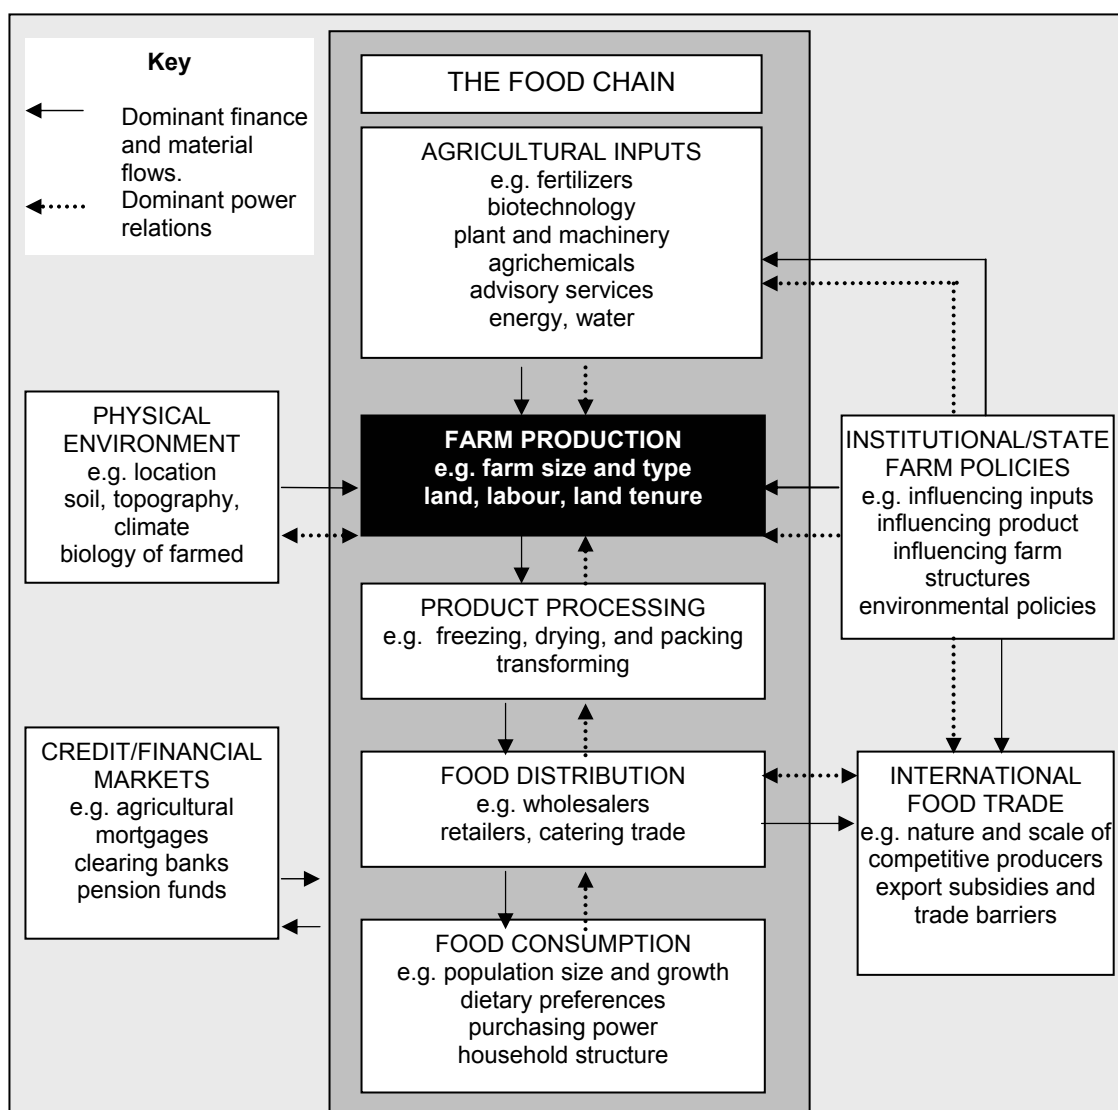 Key
Dominant finance
and material
flows.
Dominant power
relations
THE FOOD CHAIN
AGRICULTURAL INPUTS
e.g. fertilizers
biotechnology
plant and machinery
agrichemicals
advisory services
energy, water
PHYSICAL
ENVIRONMENT
e.g. location
soil, topography,
climate
biology of farmed
FARM PRODUCTION
e.g. farm size and type
land, labour, land tenure
INSTITUTIONAL/STATE
FARM POLICIES
e.g. influencing inputs
influencing product
influencing farm
structures
environmental policies
PRODUCT PROCESSING
e.g. freezing, drying, and packing
transforming
CREDIT/FINANCIAL
MARKETS
e.g. agricultural
mortgages
clearing banks
pension funds
FOOD DISTRIBUTION
e.g. wholesalers
retailers, catering trade
INTERNATIONAL
FOOD TRADE
e.g. nature and scale of
competitive producers
export subsidies and
trade barriers
FOOD CONSUMPTION
e.g. population size and growth
dietary preferences
purchasing power
household structure